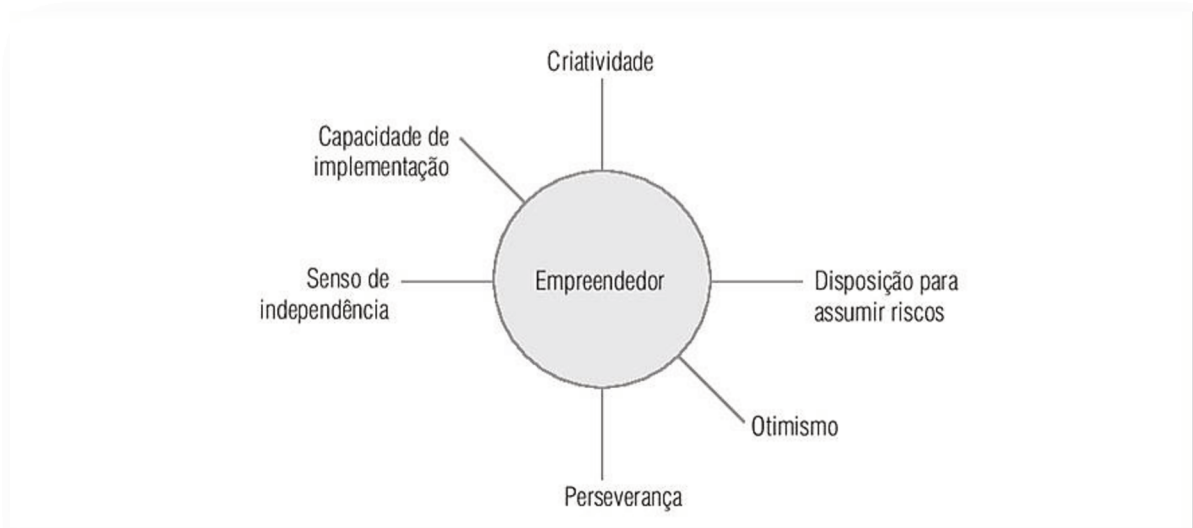 Criatividade
Capacidade de
implementação
Senso de
independência
Empreendedor
Disposição para
assumir riscos
Otimismo
Perseverança